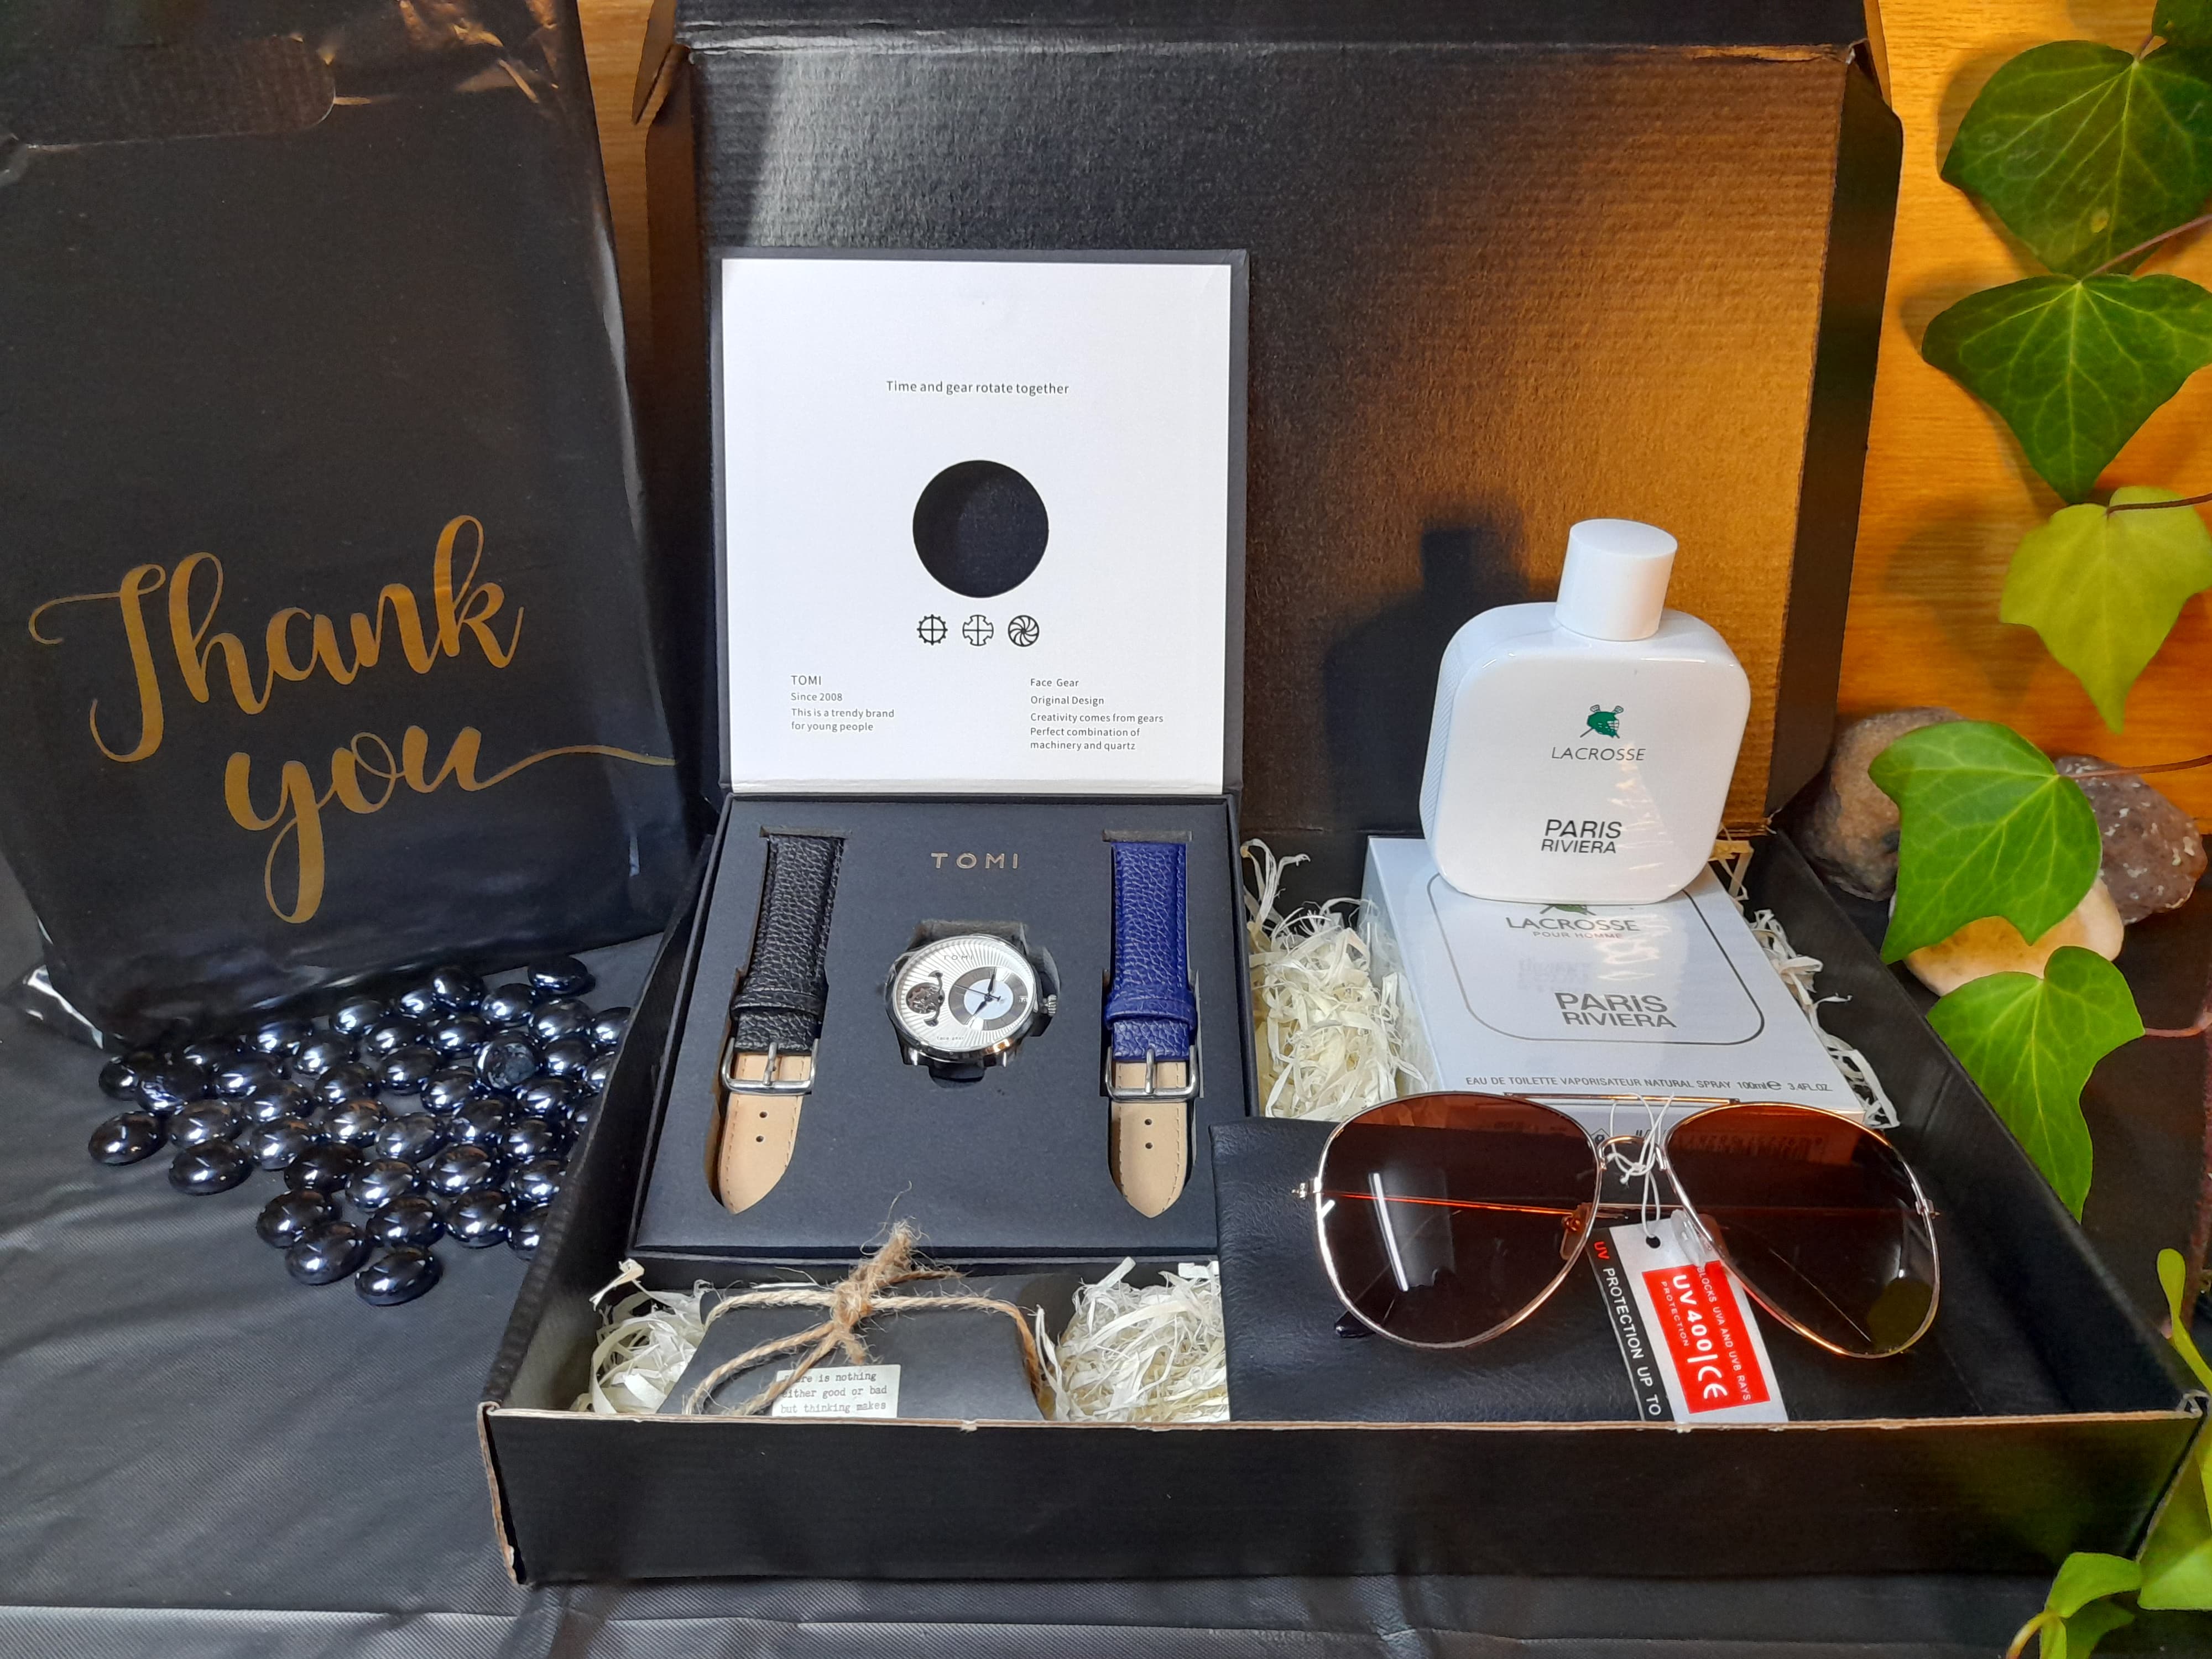 Thank
you
Time and gear rotate together
TOMI
Since 2008
This is a trendy brand
for young people
Face Gear
Original Design
Creativity comes from gears
Perfect combination of
machinery and quartz
TOMI
TOMI
LACROSSE
PARIS
RIVIERA
LACROSSE
POUR HOMME
PARIS
RIVIERA
EAU DE TOILETTE VAPORISATEUR NATURAL SPRAY 100ml e 3.4FL.OZ.
UV PROTECTION UP TO
UV400
PROTECTION
CE
BLOCKS UVA AND UVB RAYS
is nothing
either good or bad
but thinking makes